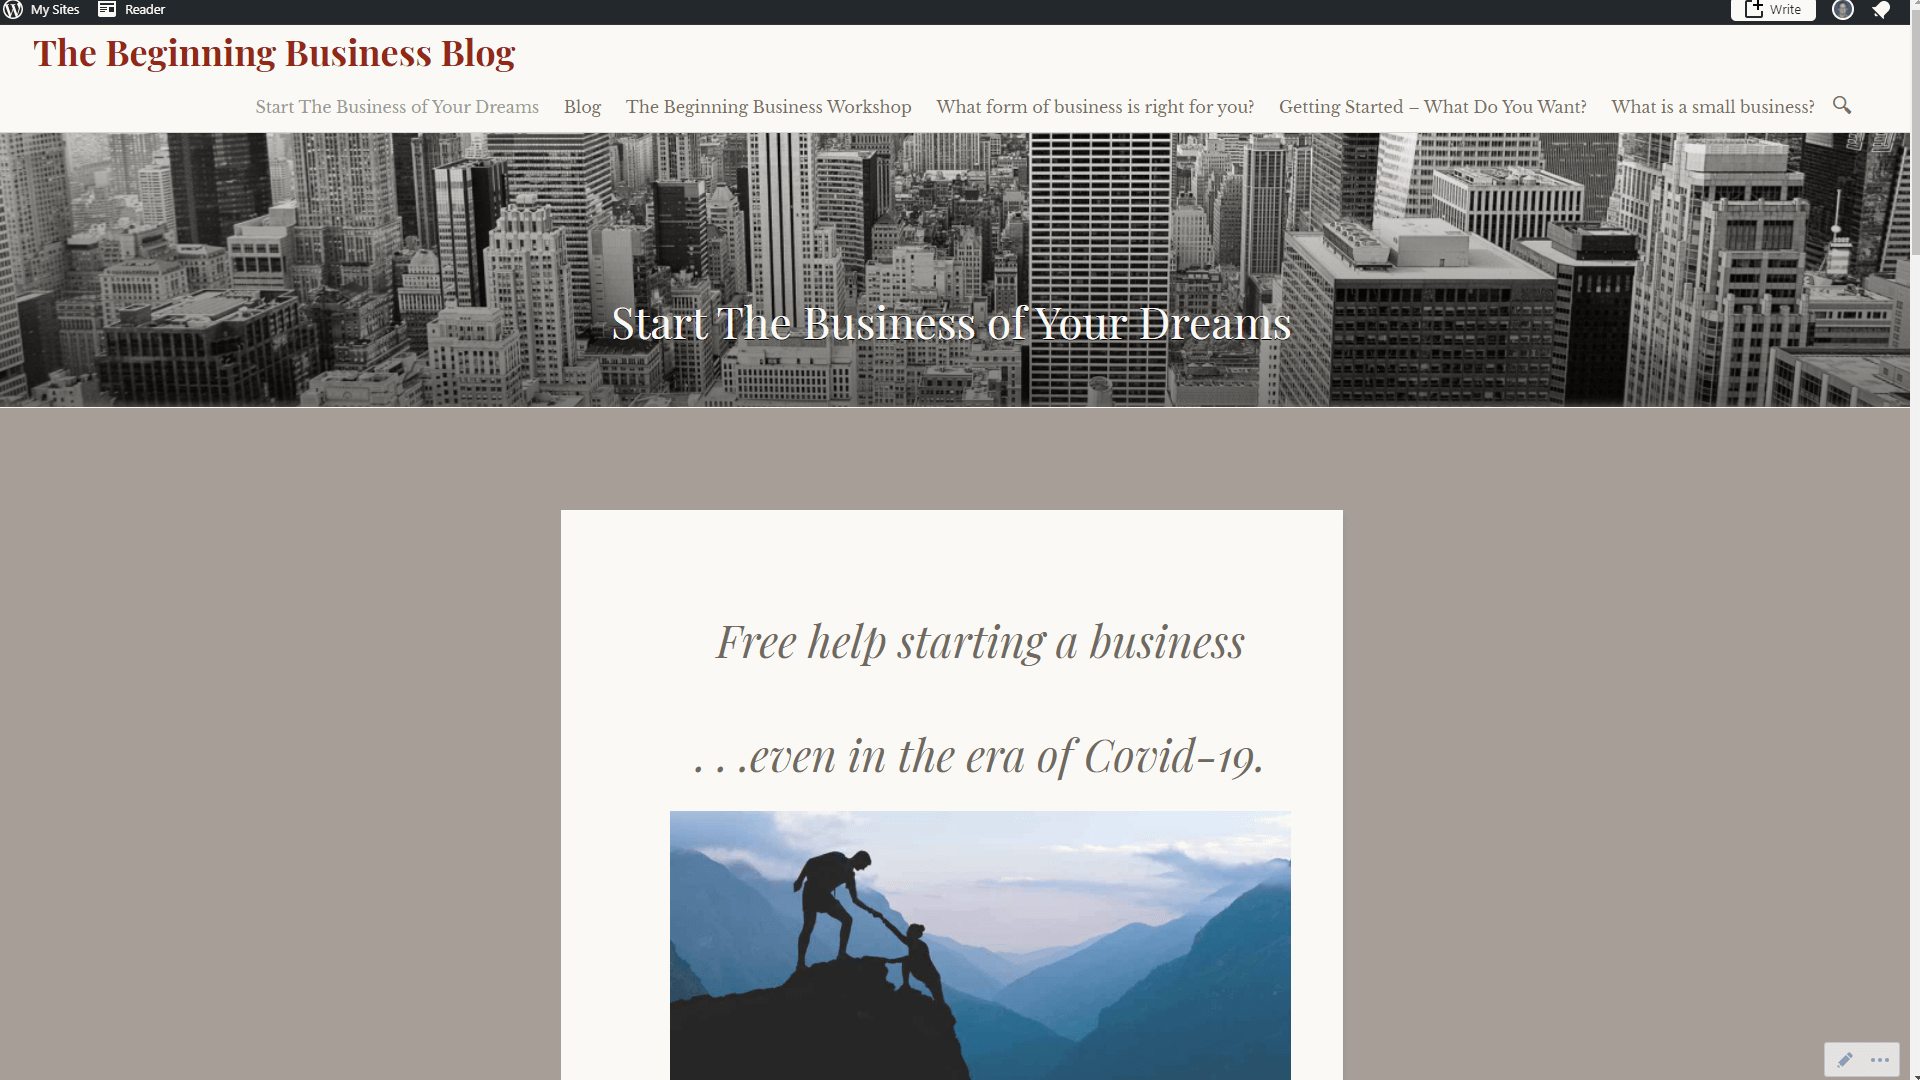 My Sites Reader Write
The Beginning Business Blog
Start The Business of Your Dreams Blog The Beginning Business Workshop What form of business is right for you? Getting Started – What Do You Want? What is a small business?
Start The Business of Your Dreams
Free help starting a business
. . .even in the era of Covid-19.